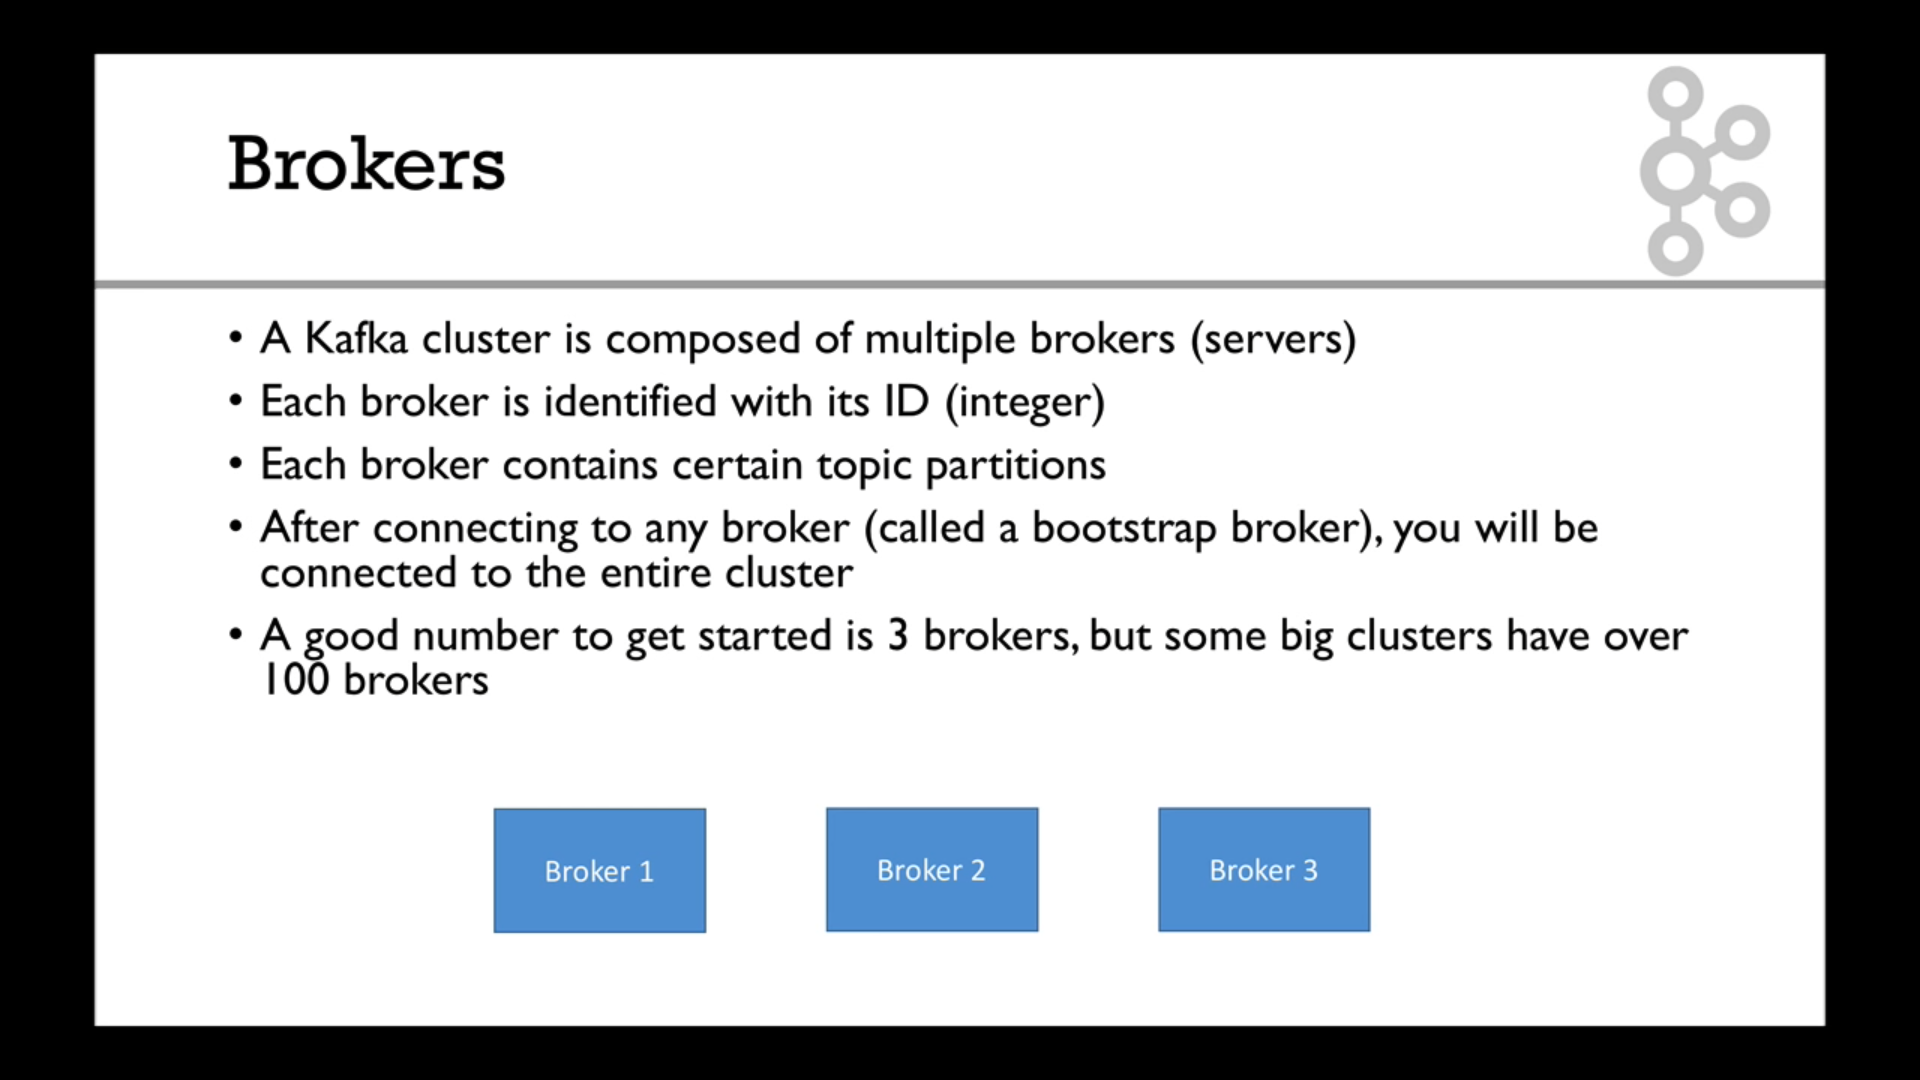 Brokers
• A Kafka cluster is composed of multiple brokers (servers)
• Each broker is identified with its ID (integer)
• Each broker contains certain topic partitions
• After connecting to any broker (called a bootstrap broker), you will be
connected to the entire cluster
• A good number to get started is 3 brokers, but some big clusters have over
100 brokers
Broker 1
Broker 2
Broker 3